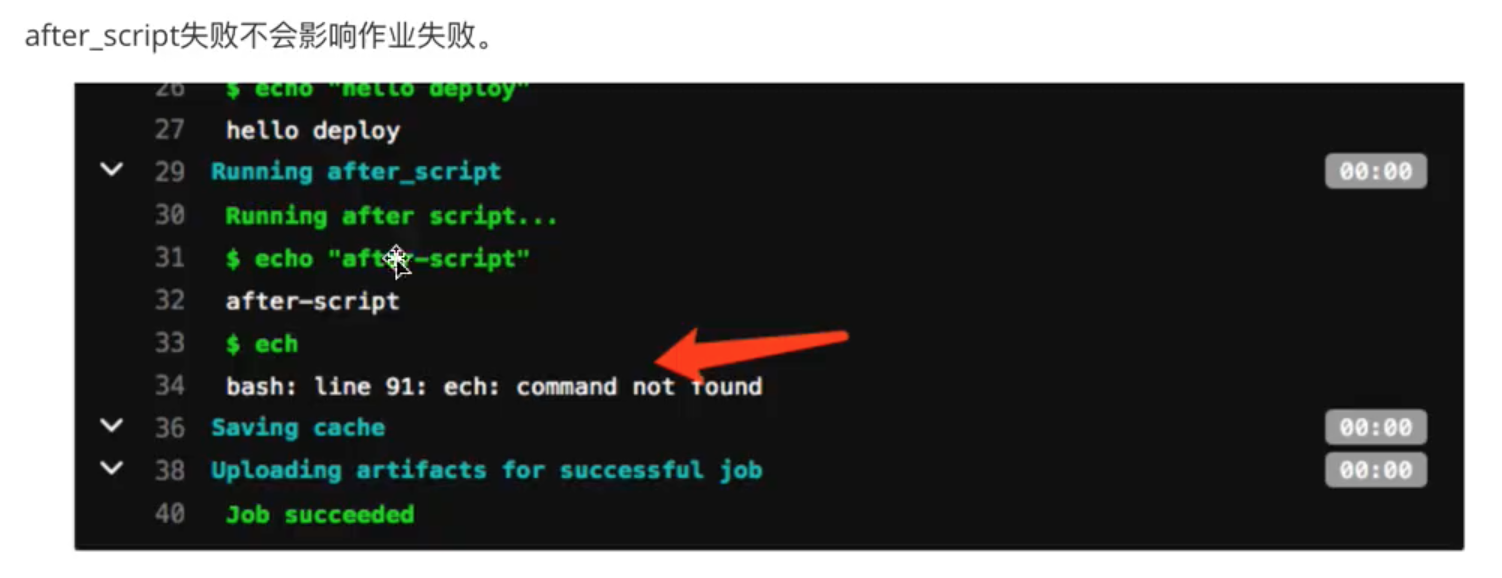 after_script失败不会影响作业失败。
26 $ echo "hello deploy"
27 hello deploy
29 Running after_script 00:00
30 Running after script...
31 $ echo "after-script"
32 after-script
33 $ ech
34 bash: line 91: ech: command not found
36 Saving cache 00:00
38 Uploading artifacts for successful job 00:00
40 Job succeeded